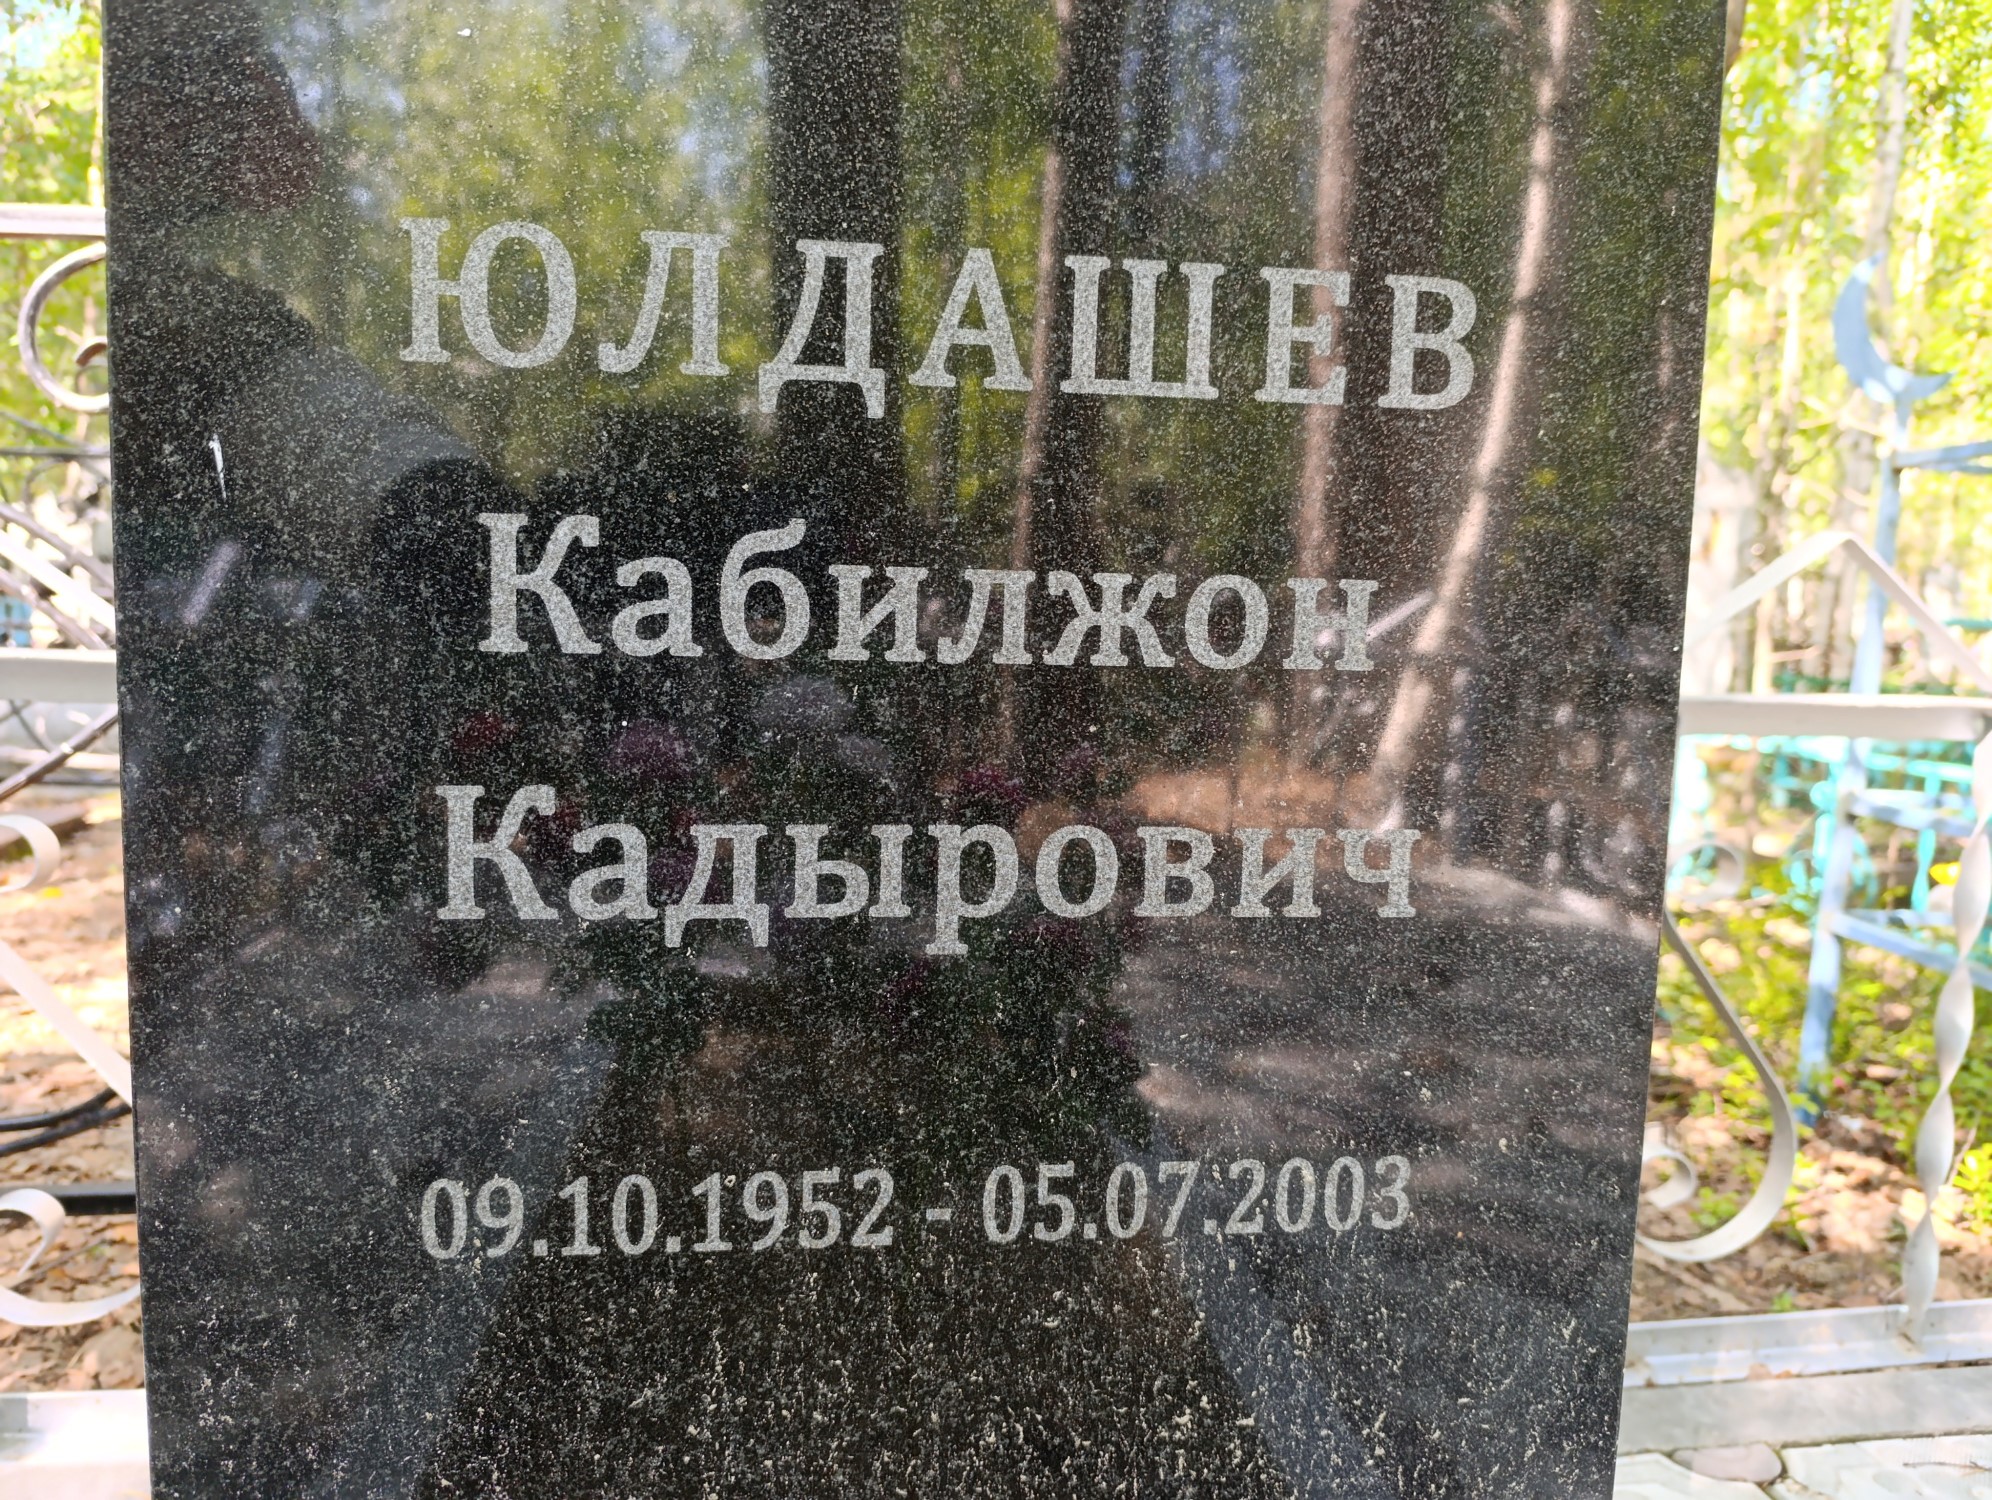 ЮЛДАШЕВ
Кабилжон
Кадырович
09.10.1952 - 05.07.2003